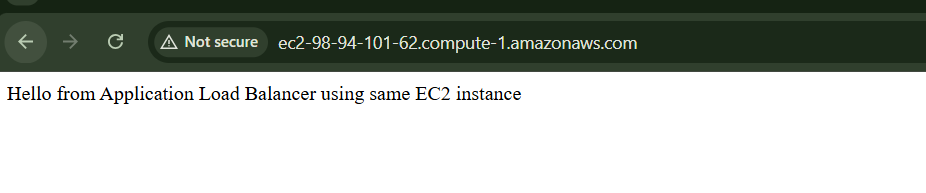 Not secure ec2-98-94-101-62.compute-1.amazonaws.com
Hello from Application Load Balancer using same EC2 instance